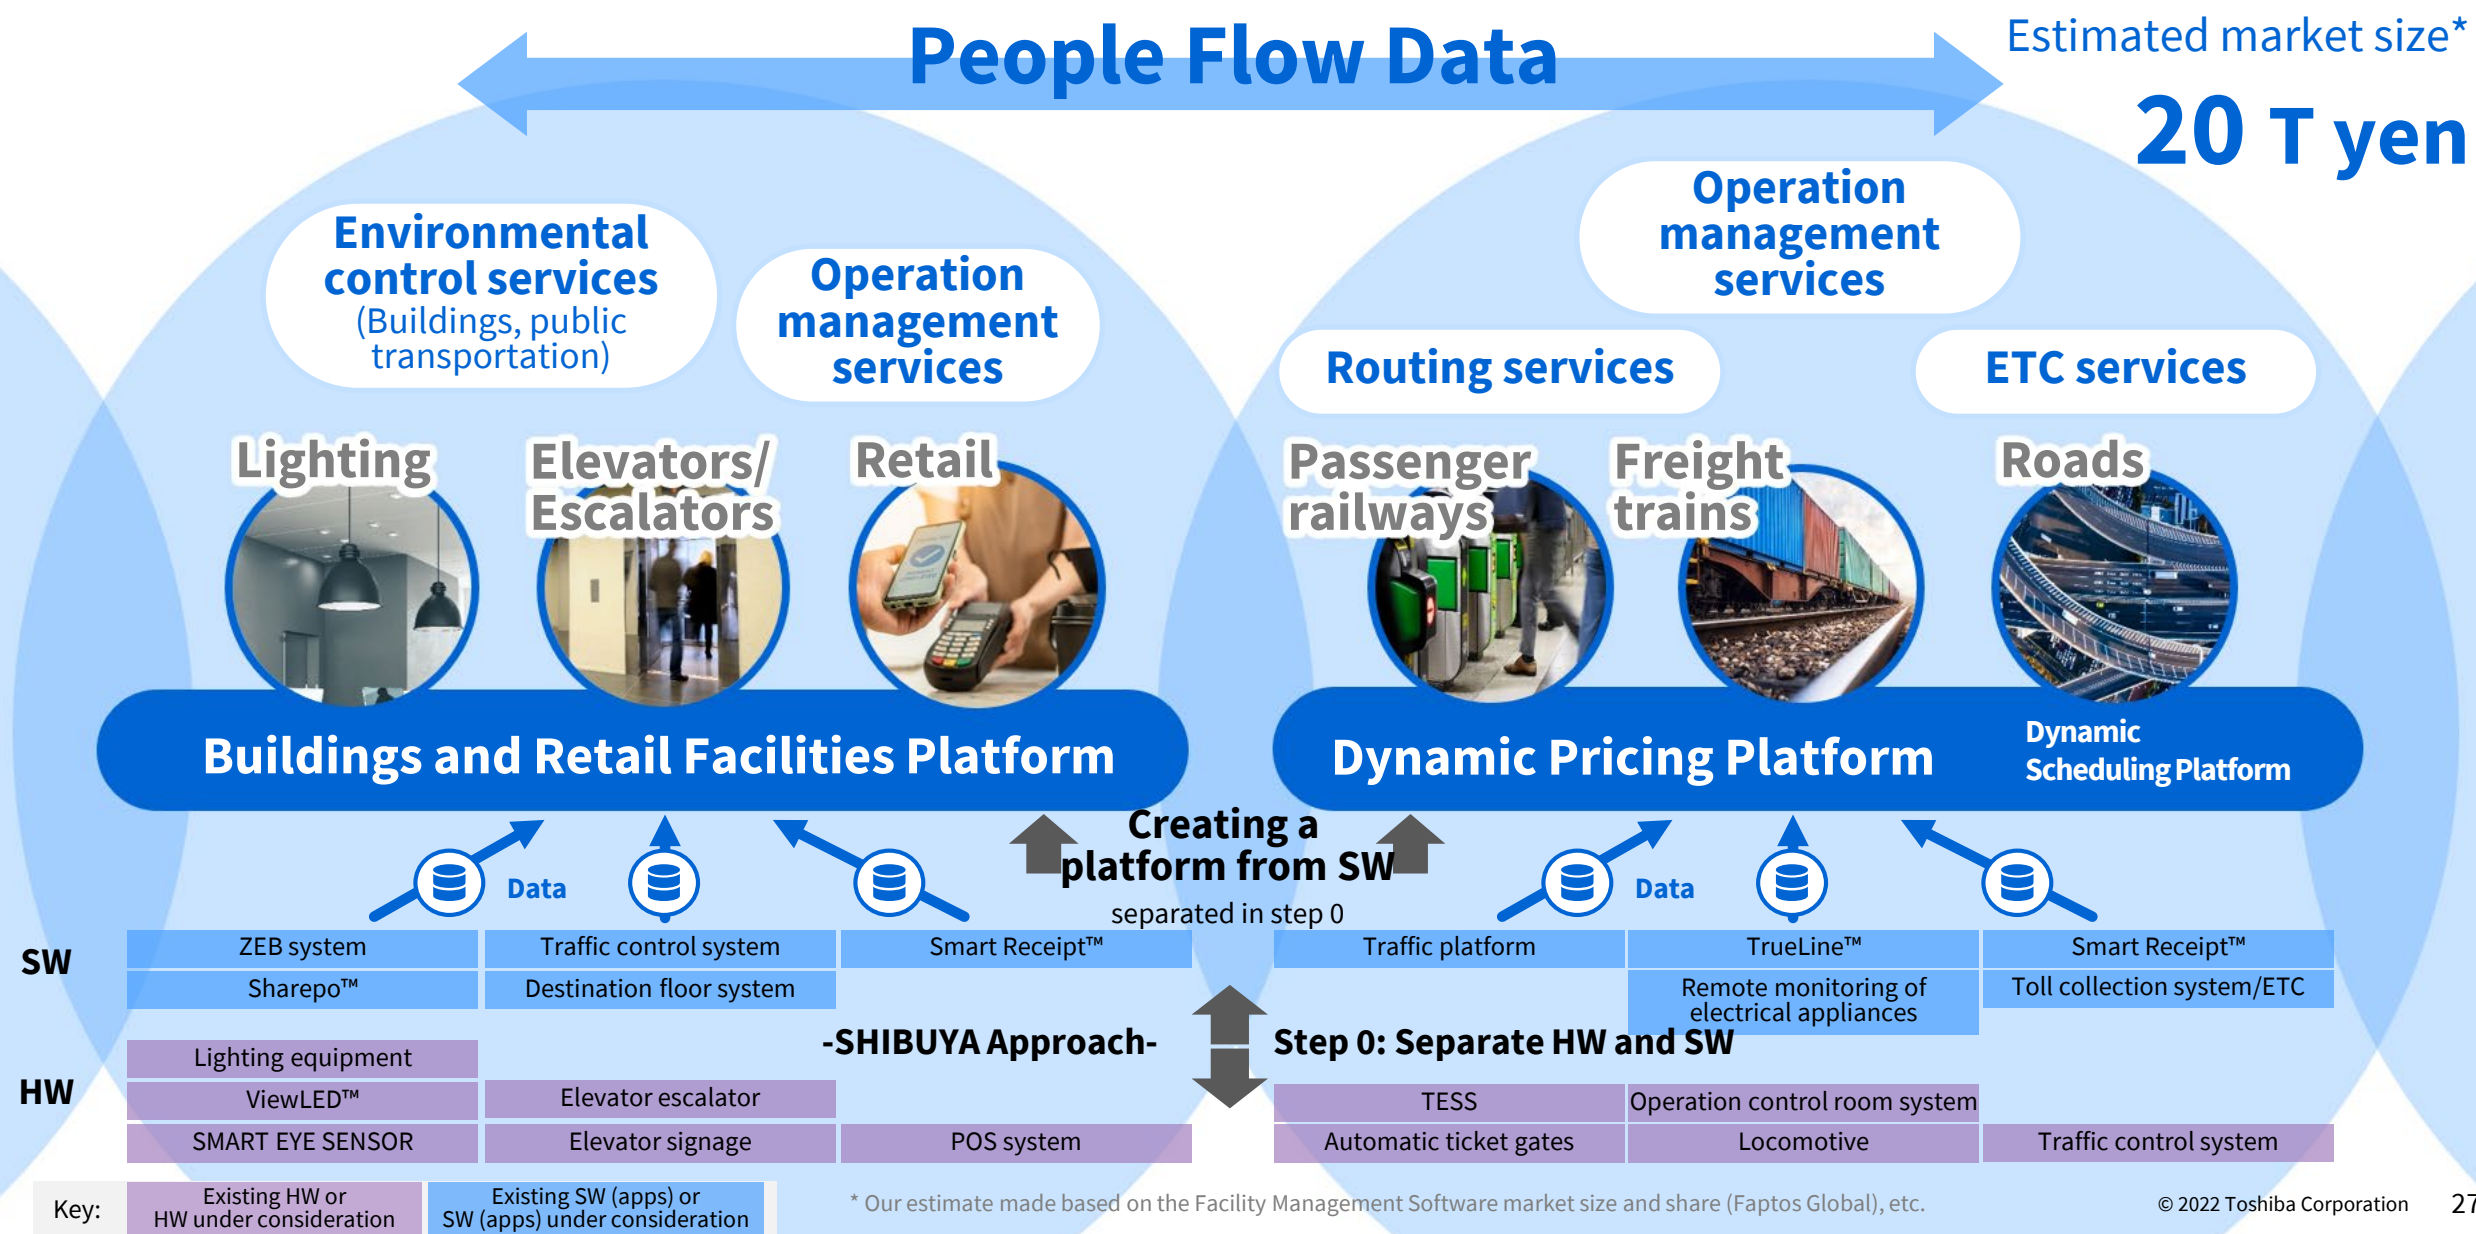 People Flow Data
Estimated market size*
20 T yen
Environmental
control services
(Buildings, public
transportation)
Operation
management
services
Operation
management
services
Routing services
ETC services
Lighting
Elevators/
Escalators
Retail
Passenger
railways
Freight
trains
Roads
Buildings and Retail Facilities Platform
Dynamic Pricing Platform
Dynamic
Scheduling Platform
Data
Creating a
platform from SW
separated in step 0
Data
SW
ZEB system
Traffic control system
Smart Receipt™
Sharepo™
Destination floor system
Traffic platform
TrueLine™
Smart Receipt™
Remote monitoring of
electrical appliances
Toll collection system/ETC
-SHIBUYA Approach-
Step 0: Separate HW and SW
HW
Lighting equipment
ViewLED™
Elevator escalator
SMART EYE SENSOR
Elevator signage
POS system
TESS
Operation control room system
Automatic ticket gates
Locomotive
Traffic control system
Key:
Existing HW or
HW under consideration
Existing SW (apps) or
SW (apps) under consideration
* Our estimate made based on the Facility Management Software market size and share (Faptos Global), etc.
© 2022 Toshiba Corporation
27